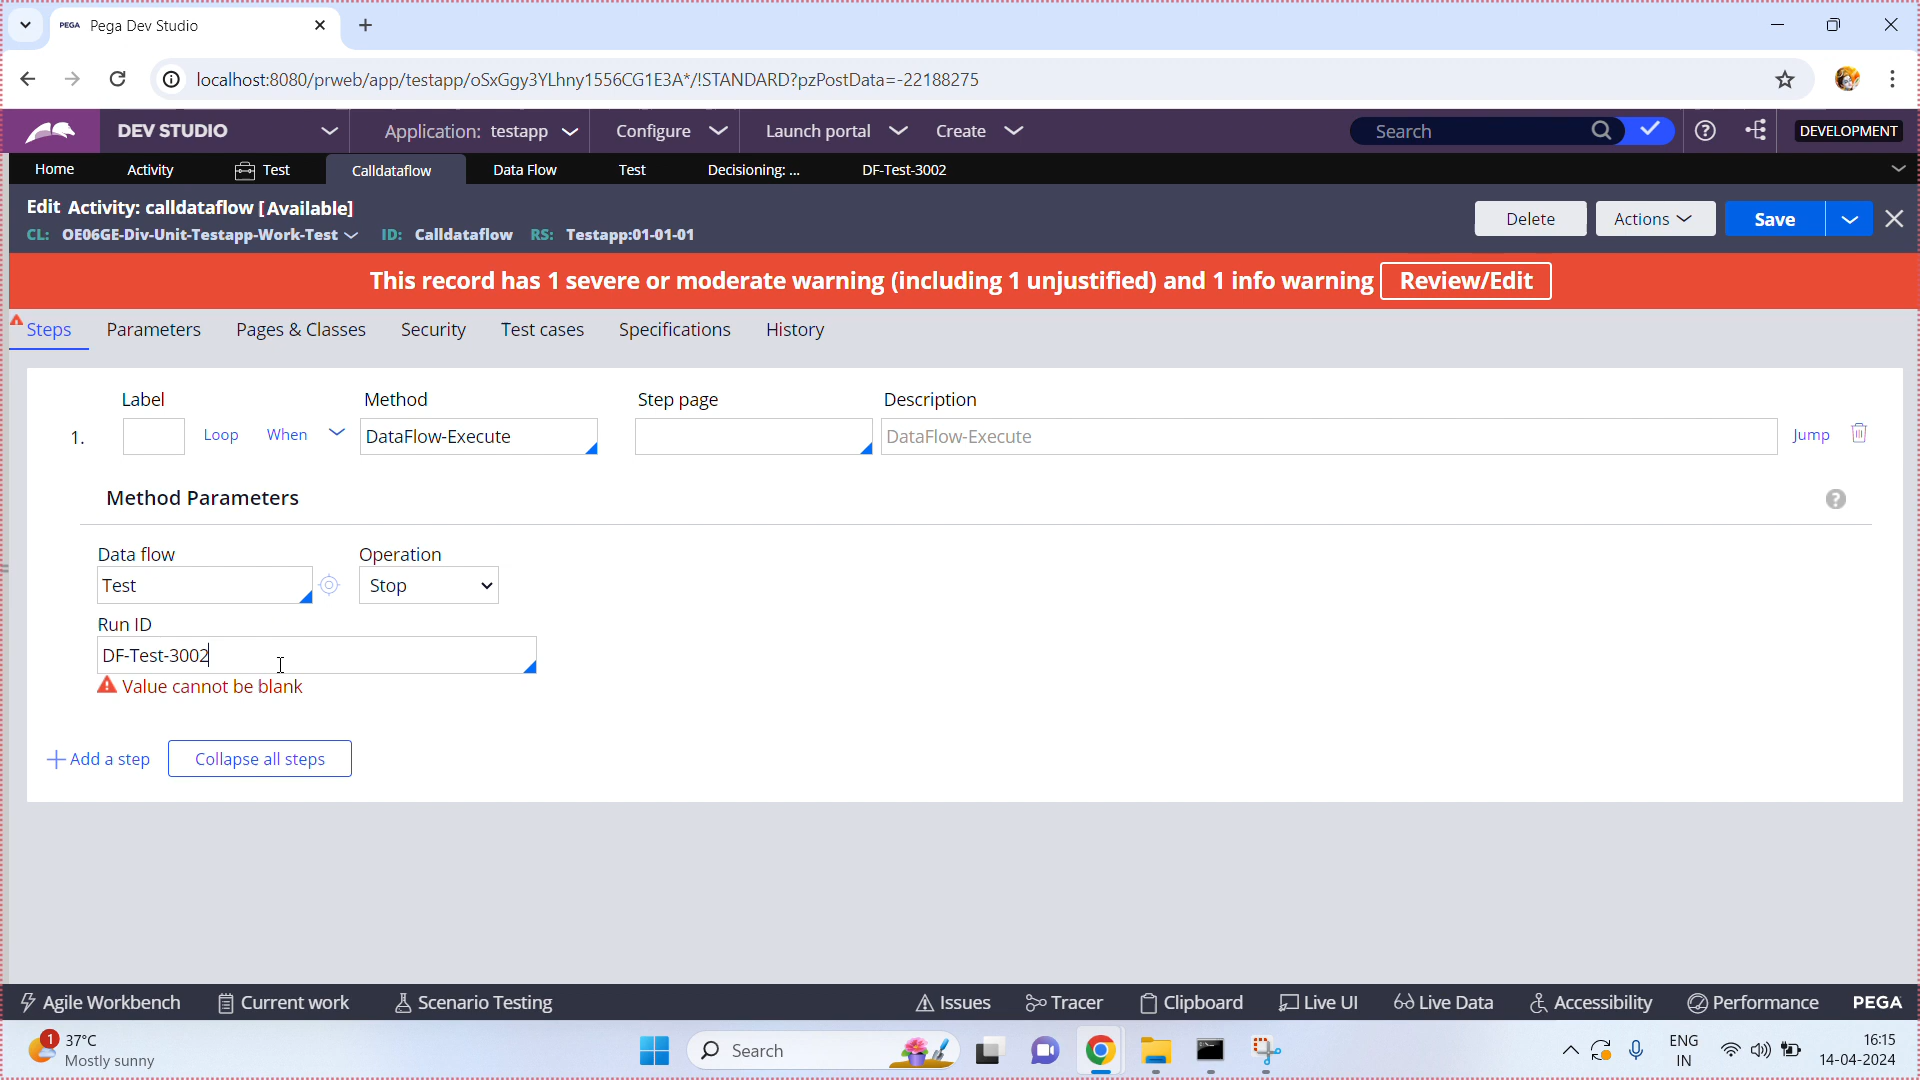 PEGA Pega Dev Studio
localhost:8080/prweb/app/testapp/oSxGgy3YLhny1556CG1E3A*/!STANDARD?pzPostData=-22188275
DEV STUDIO Application: testapp Configure Launch portal Create Search DEVELOPMENT
Home Activity Test Calldataflow Data Flow Test Decisioning: ... DF-Test-3002
Edit Activity: calldataflow [Available]
CL: OE06GE-Div-Unit-Testapp-Work-Test ID: Calldataflow RS: Testapp:01-01-01
Delete Actions Save
This record has 1 severe or moderate warning (including 1 unjustified) and 1 info warning Review/Edit
Steps Parameters Pages & Classes Security Test cases Specifications History
Label Method Step page Description
1. Loop When DataFlow-Execute DataFlow-Execute Jump
Method Parameters
Data flow Operation
Test Stop
Run ID
DF-Test-3002
Value cannot be blank
Add a step Collapse all steps
Agile Workbench Current work Scenario Testing Issues Tracer Clipboard Live UI Live Data Accessibility Performance PEGA
1 37°C
Mostly sunny
Search
ENG
IN
16:15
14-04-2024